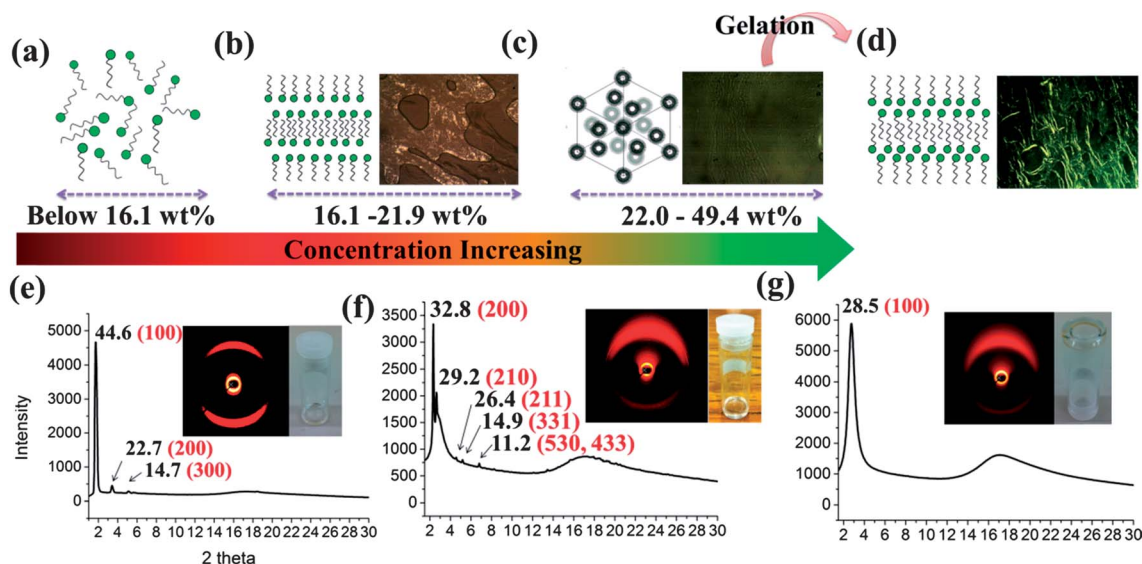 Gelation
(a)
(b)
(c)
(d)
Below 16.1 wt%
16.1 -21.9 wt%
22.0 - 49.4 wt%
Concentration Increasing
(e)
44.6 (100)
22.7 (200)
14.7 (300)
5000
4000
3000
2000
1000
0
Intensity
2 4 6 8 10 12 14 16 18 20 22 24 26 28 30
2 theta
(f)
32.8 (200)
29.2 (210)
26.4 (211)
14.9 (331)
11.2 (530, 433)
3500
3000
2500
2000
1500
1000
500
0
2 4 6 8 10 12 14 16 18 20 22 24 26 28 30
(g)
28.5 (100)
6000
5000
4000
3000
2000
1000
0
2 4 6 8 10 12 14 16 18 20 22 24 26 28 30